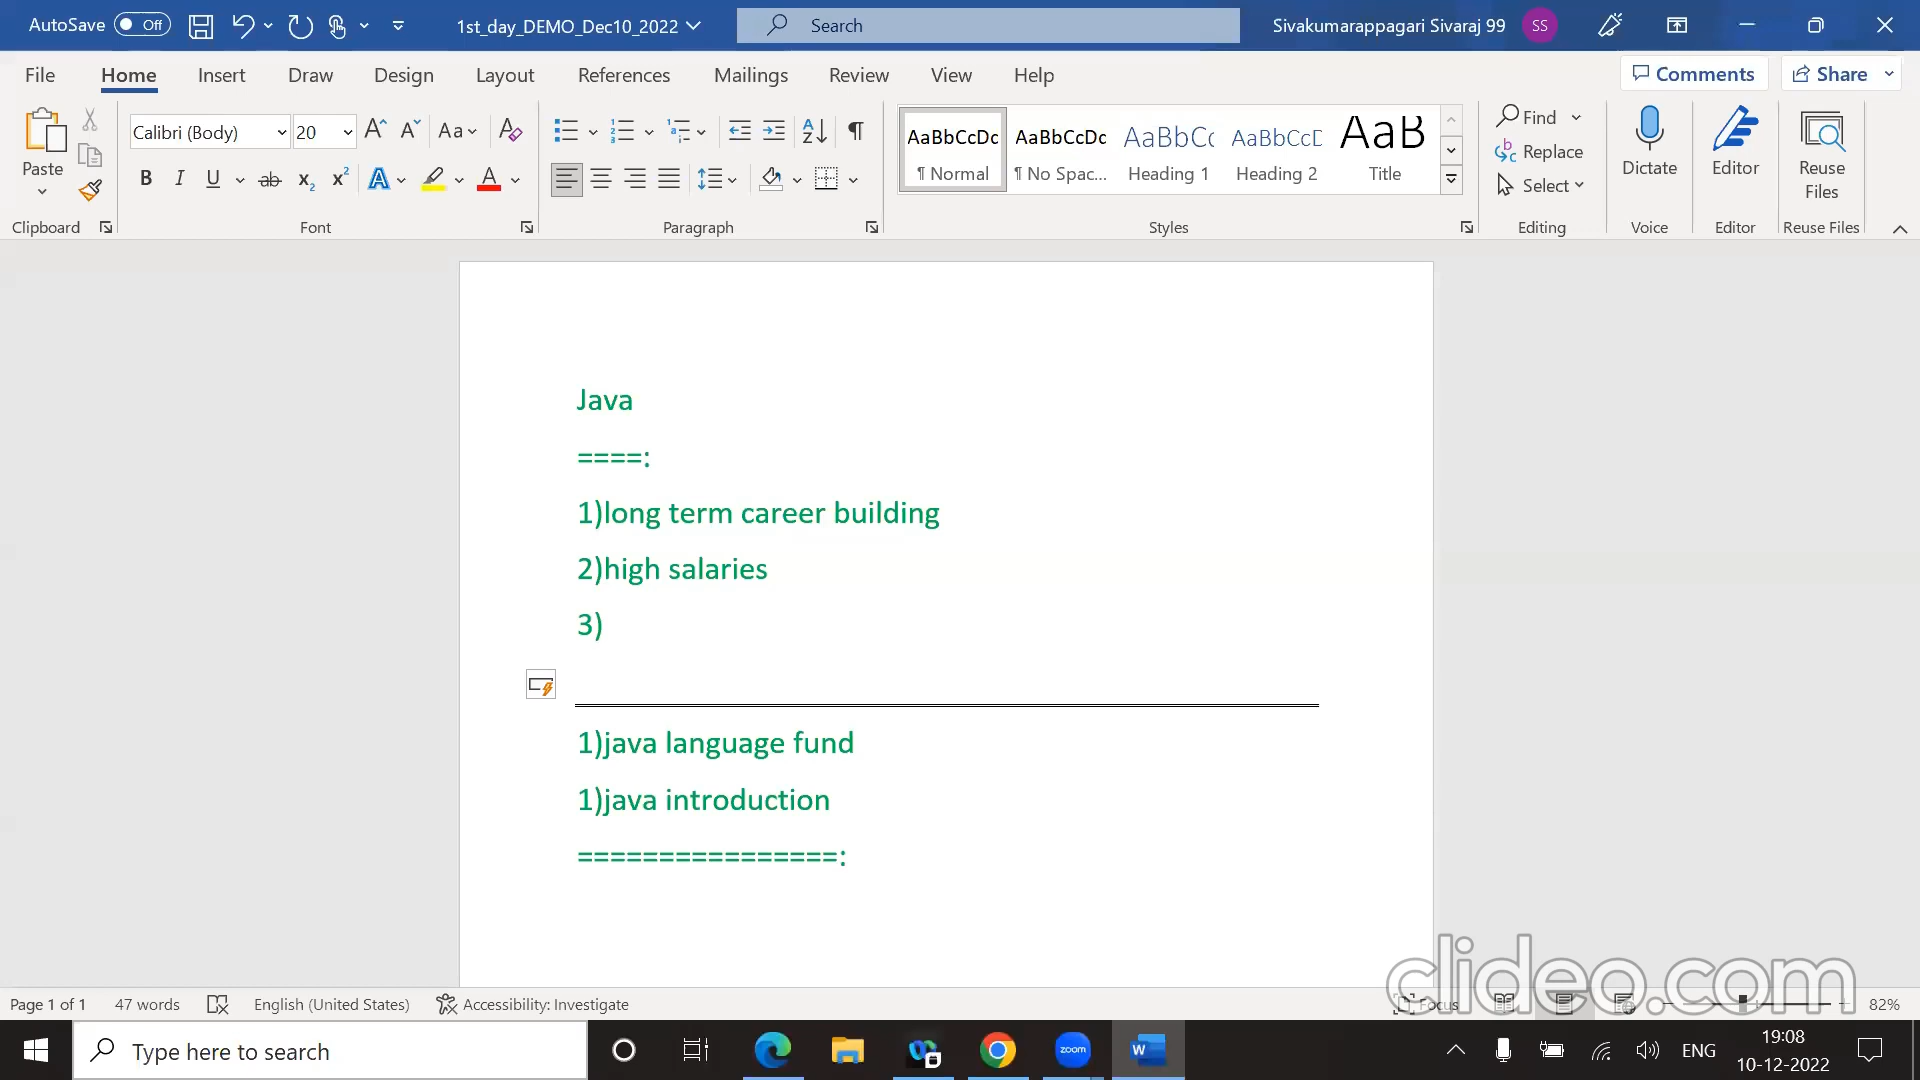 AutoSave Off 1st_day_DEMO_Dec10_2022 Search Sivakumarappagari Sivaraj 99 SS
File Home Insert Draw Design Layout References Mailings Review View Help Comments Share
Paste Calibri (Body) 20 Aa AaBbCcDc AaBbCcDc AaBbCc AaBbCcD AaB Find Replace Select Dictate Editor Reuse Files
¶ Normal ¶ No Spac... Heading 1 Heading 2 Title
Clipboard Font Paragraph Styles Editing Voice Editor Reuse Files
Java
====:
1)long term career building
2)high salaries
3)
1)java language fund
1)java introduction
================:
clideo.com
Page 1 of 1 47 words English (United States) Accessibility: Investigate Focus 82%
Type here to search zoom ENG 19:08
10-12-2022